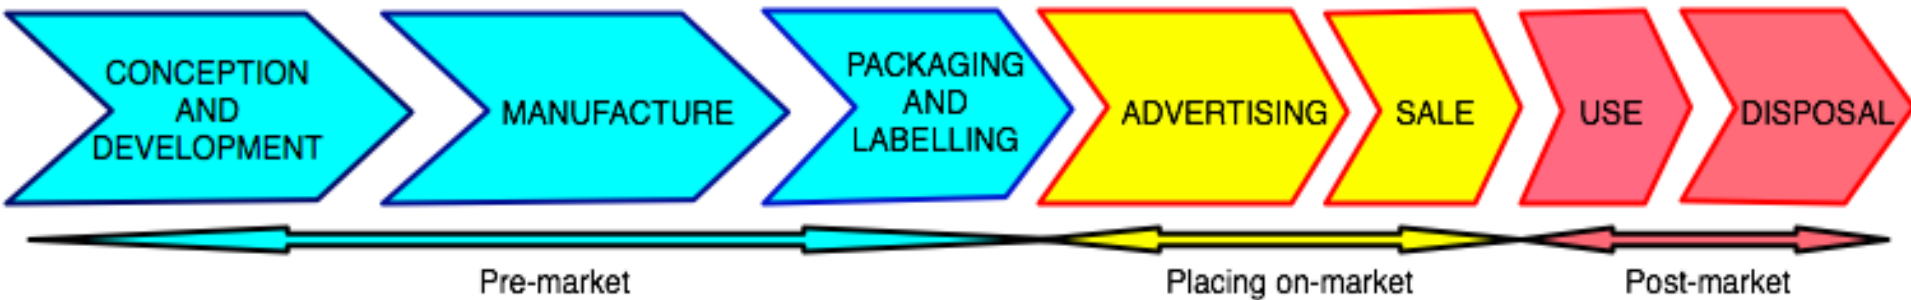 CONCEPTION
AND
DEVELOPMENT
MANUFACTURE
PACKAGING
AND
LABELLING
ADVERTISING
SALE
USE
DISPOSAL
Pre-market
Placing on-market
Post-market